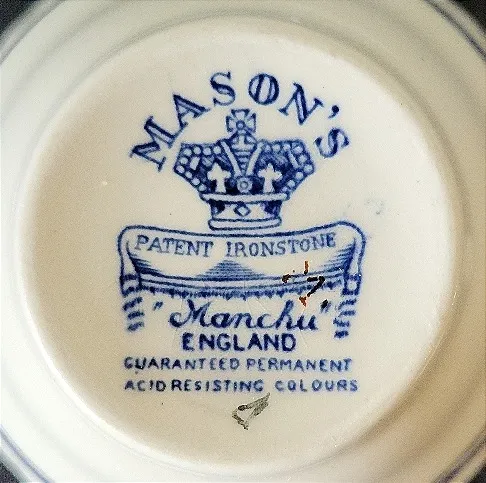 MASON'S
PATENT IRONSTONE
"Manchu"
ENGLAND
GUARANTEED PERMANENT
ACID RESISTING COLOURS